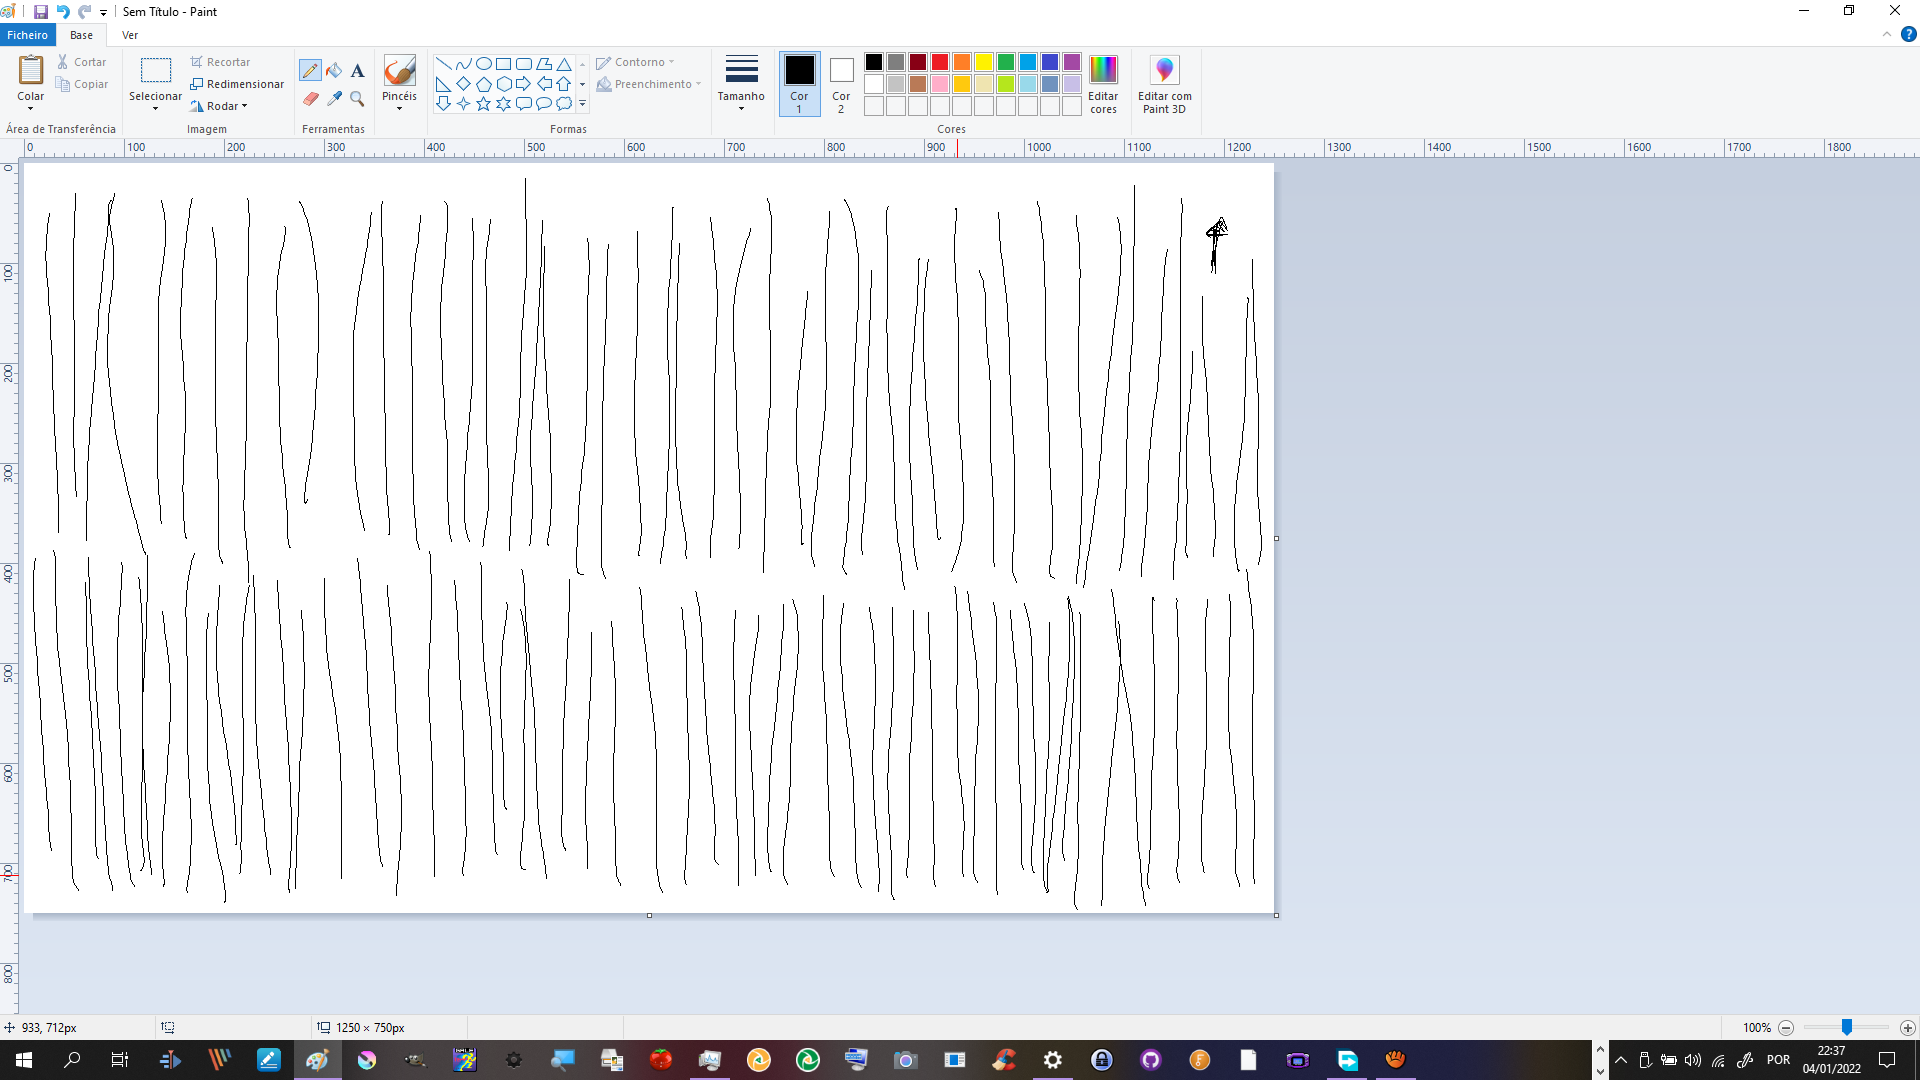 Sem Título - Paint
Ficheiro Base Ver
Colar
Cortar
Copiar
Área de Transferência
Selecionar
Recortar
Redimensionar
Rodar
Imagem
A
Ferramentas
Pincéis
Contorno
Preenchimento
Formas
Tamanho
Cor 1
Cor 2
Editar cores
Cores
Editar com Paint 3D
0 100 200 300 400 500 600 700 800 900 1000 1100 1200 1300 1400 1500 1600 1700 1800
0
100
200
300
400
500
600
700
800
933, 712px
1250 × 750px
100%
POR
22:37
04/01/2022